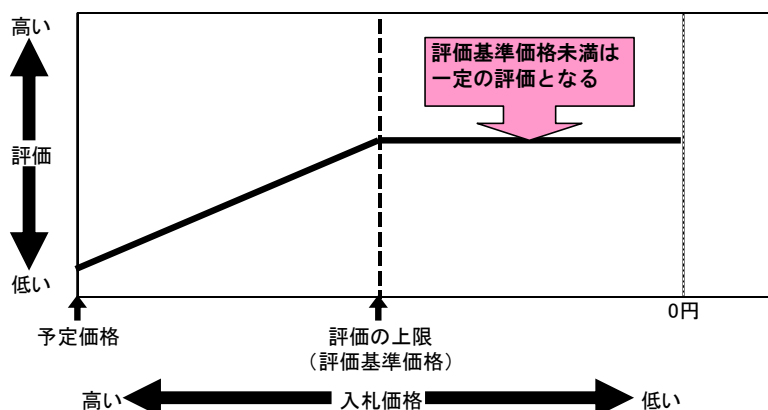 高い
評価
低い
評価基準価格未満は
一定の評価となる
予定価格
評価の上限
（評価基準価格）
0円
高い
入札価格
低い